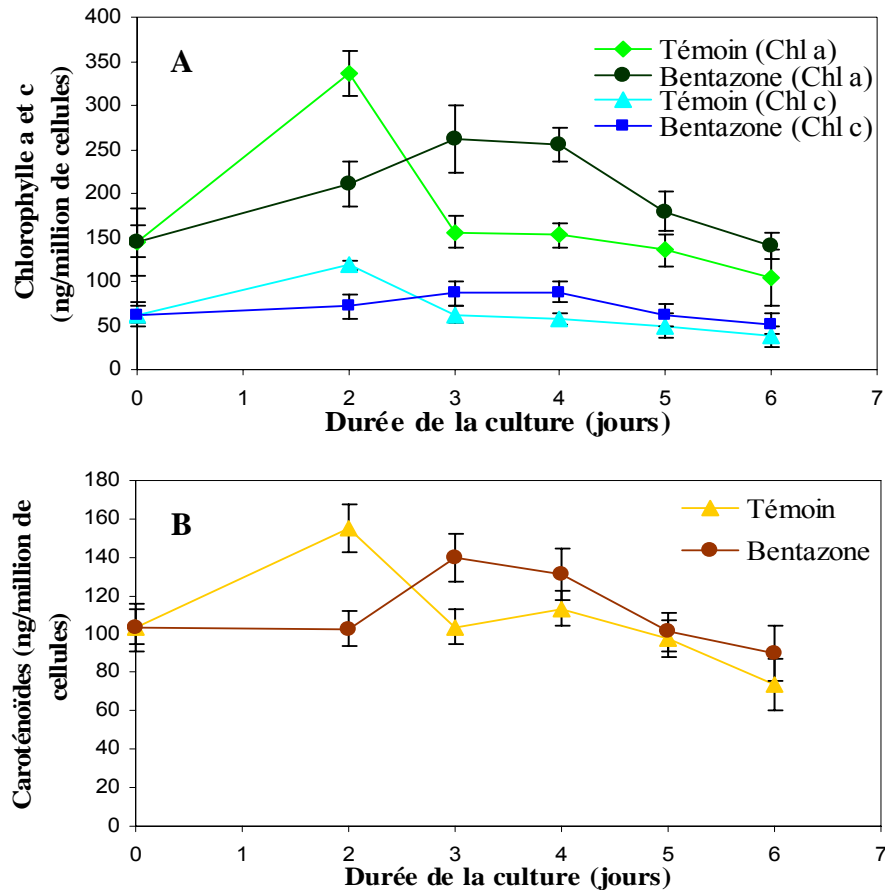 A
Témoin (Chl a)
Bentazone (Chl a)
Témoin (Chl c)
Bentazone (Chl c)
Chlorophylle a et c
(ng/million de cellules)
400
350
300
250
200
150
100
50
0
0 1 2 3 4 5 6 7
Durée de la culture (jours)
B
Témoin
Bentazone
Caroténoïdes (ng/million de
cellules)
180
160
140
120
100
80
60
40
20
0
0 1 2 3 4 5 6 7
Durée de la culture (jours)